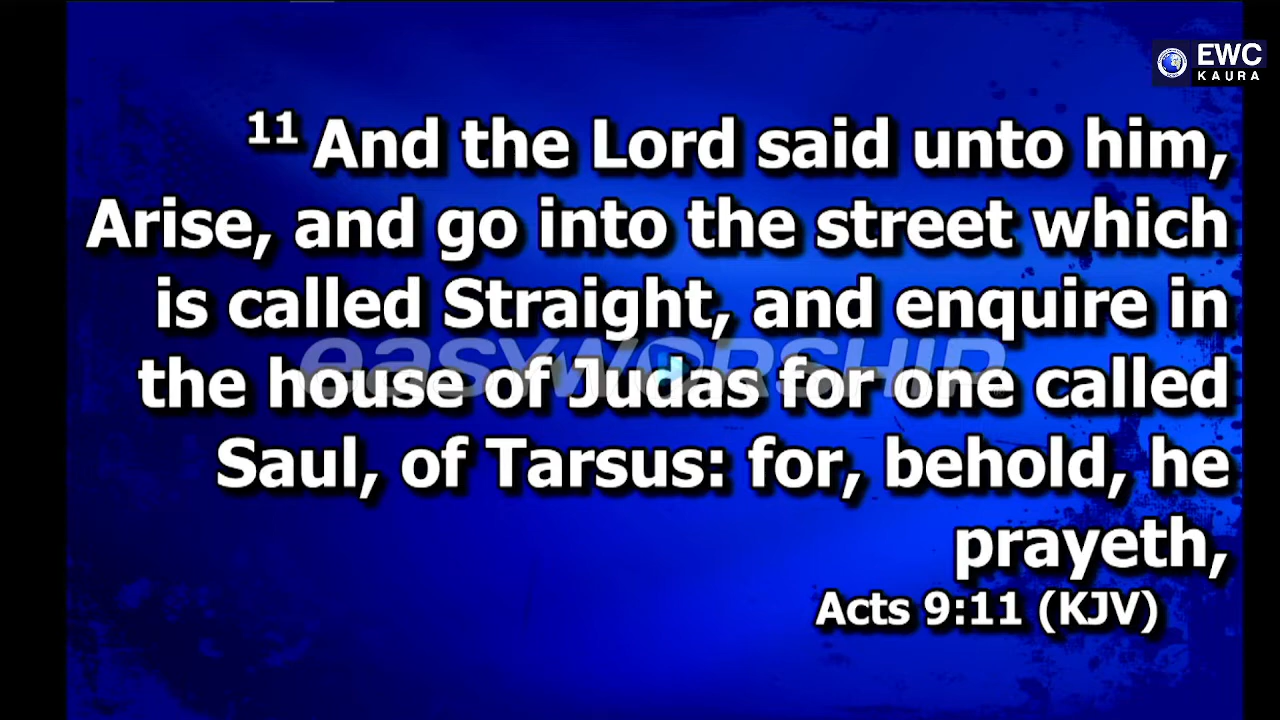 EWC
KAURA
11 And the Lord said unto him,
Arise, and go into the street which
is called Straight, and enquire in
the house of Judas for one called
Saul, of Tarsus: for, behold, he
prayeth,
Acts 9:11 (KJV)
easyworship